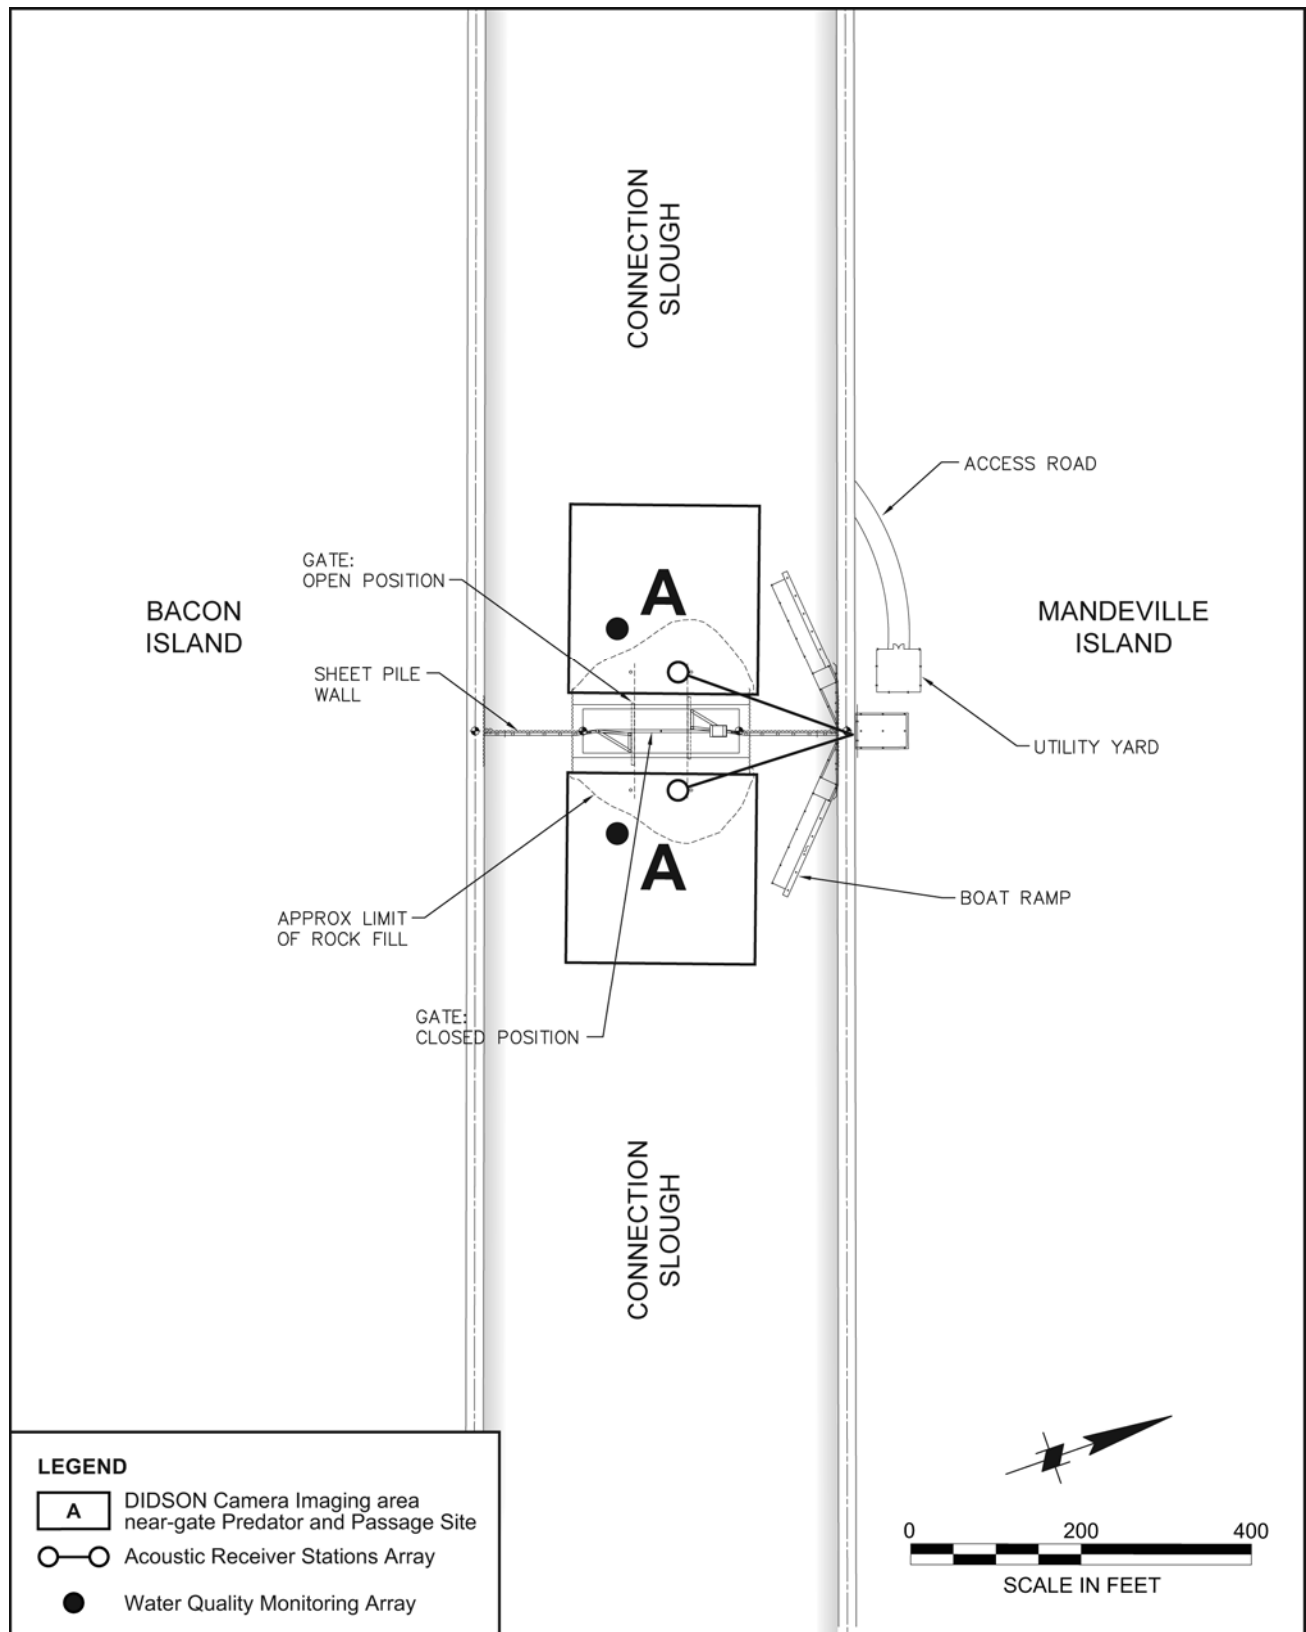 CONNECTION
SLOUGH
ACCESS ROAD
GATE:
OPEN POSITION
A
BACON
ISLAND
MANDEVILLE
ISLAND
SHEET PILE
WALL
UTILITY YARD
A
BOAT RAMP
APPROX LIMIT
OF ROCK FILL
GATE:
CLOSED POSITION
CONNECTION
SLOUGH
LEGEND
A
DIDSON Camera Imaging area
near-gate Predator and Passage Site
Acoustic Receiver Stations Array
Water Quality Monitoring Array
0 200 400
SCALE IN FEET